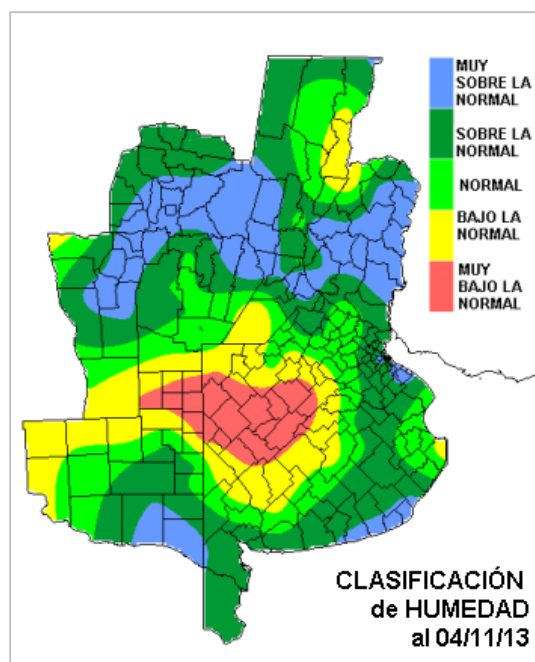 MUY
SOBRE LA
NORMAL
SOBRE LA
NORMAL
NORMAL
BAJO LA
NORMAL
MUY
BAJO LA
NORMAL
CLASIFICACIÓN
de HUMEDAD
al 04/11/13